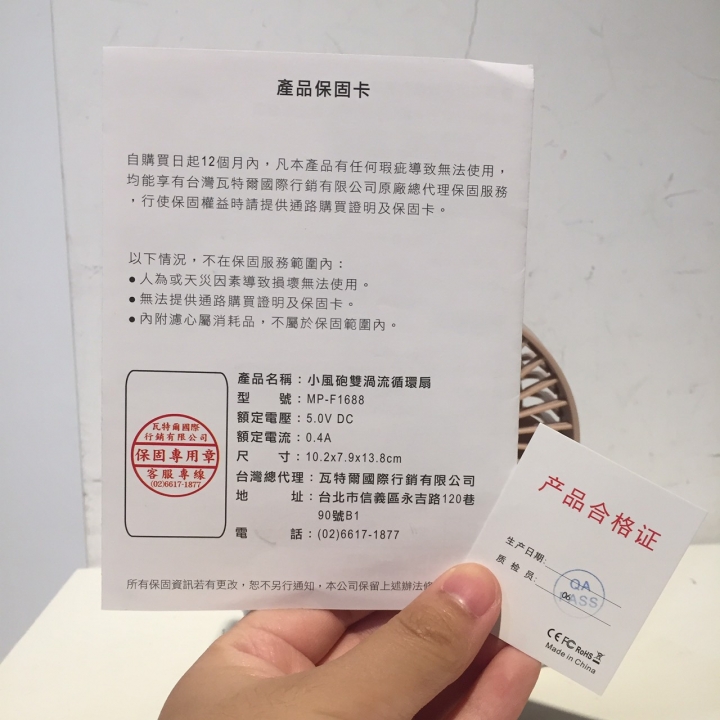 產品保固卡
自購買日起12個月內，凡本產品有任何瑕疵導致無法使用，
均能享有台灣瓦特爾國際行銷有限公司原廠總代理保固服務
，行使保固權益時請提供通路購買證明及保固卡。
以下情況，不在保固服務範圍內：
●人為或天災因素導致損壞無法使用。
●無法提供通路購買證明及保固卡。
●內附濾心屬消耗品，不屬於保固範圍內。
產品名稱：小風砲雙渦流循環扇
型 號：MP-F1688
額定電壓：5.0V DC
額定電流：0.4A
尺 寸：10.2x7.9x13.8cm
台灣總代理：瓦特爾國際行銷有限公司
地 址：台北市信義區永吉路120巷
90號B1
電 話：(02)6617-1877
瓦特爾國際
行銷有限公司
保固專用章
客服專線
(02)6617-1877
所有保固資訊若有更改，恕不另行通知，本公司保留上述辦法修
产品合格证
生产日期:
质检员:
QA
PASS
06
CE FC RoHS
Made in China